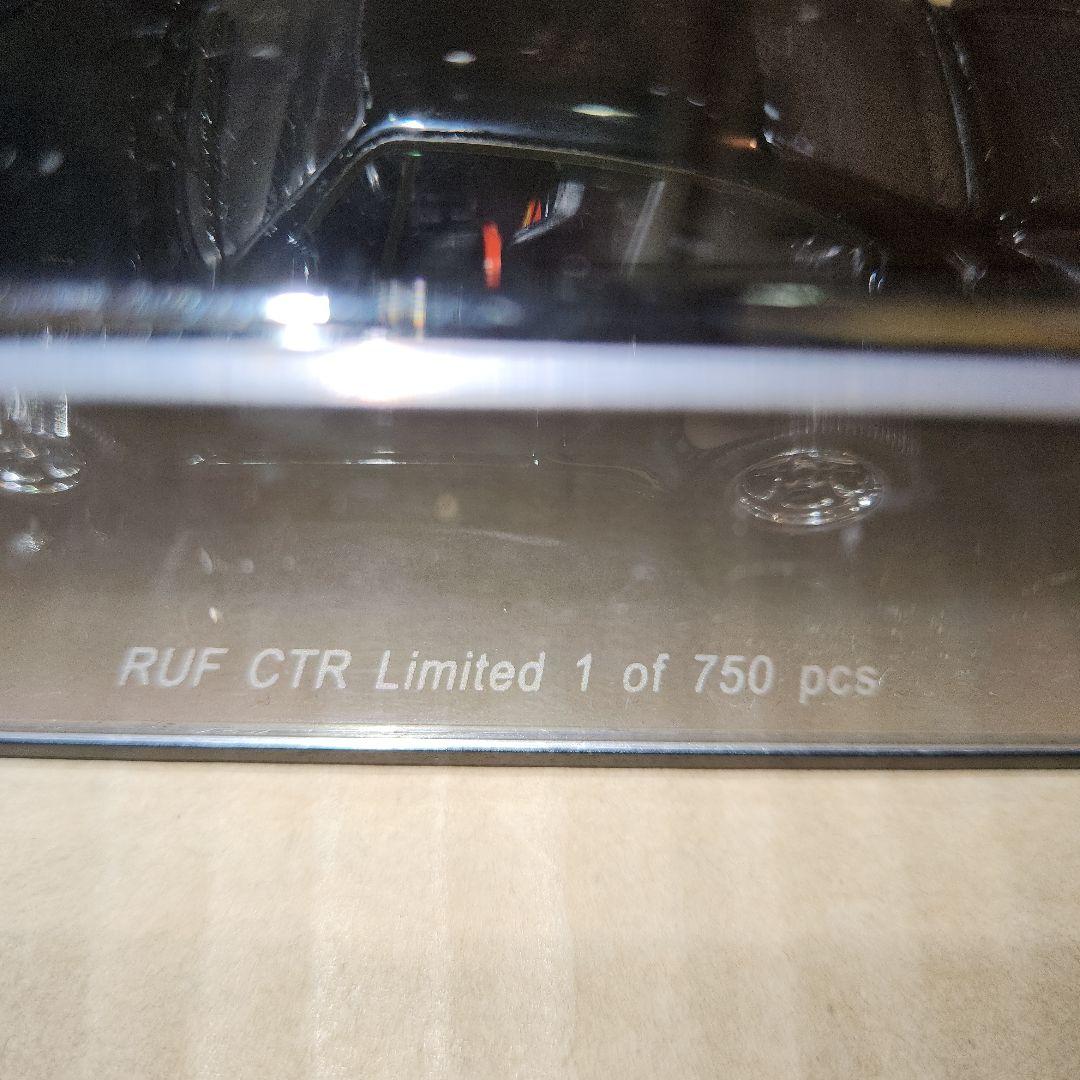 RUF CTR Limited 1 of 750 pcs